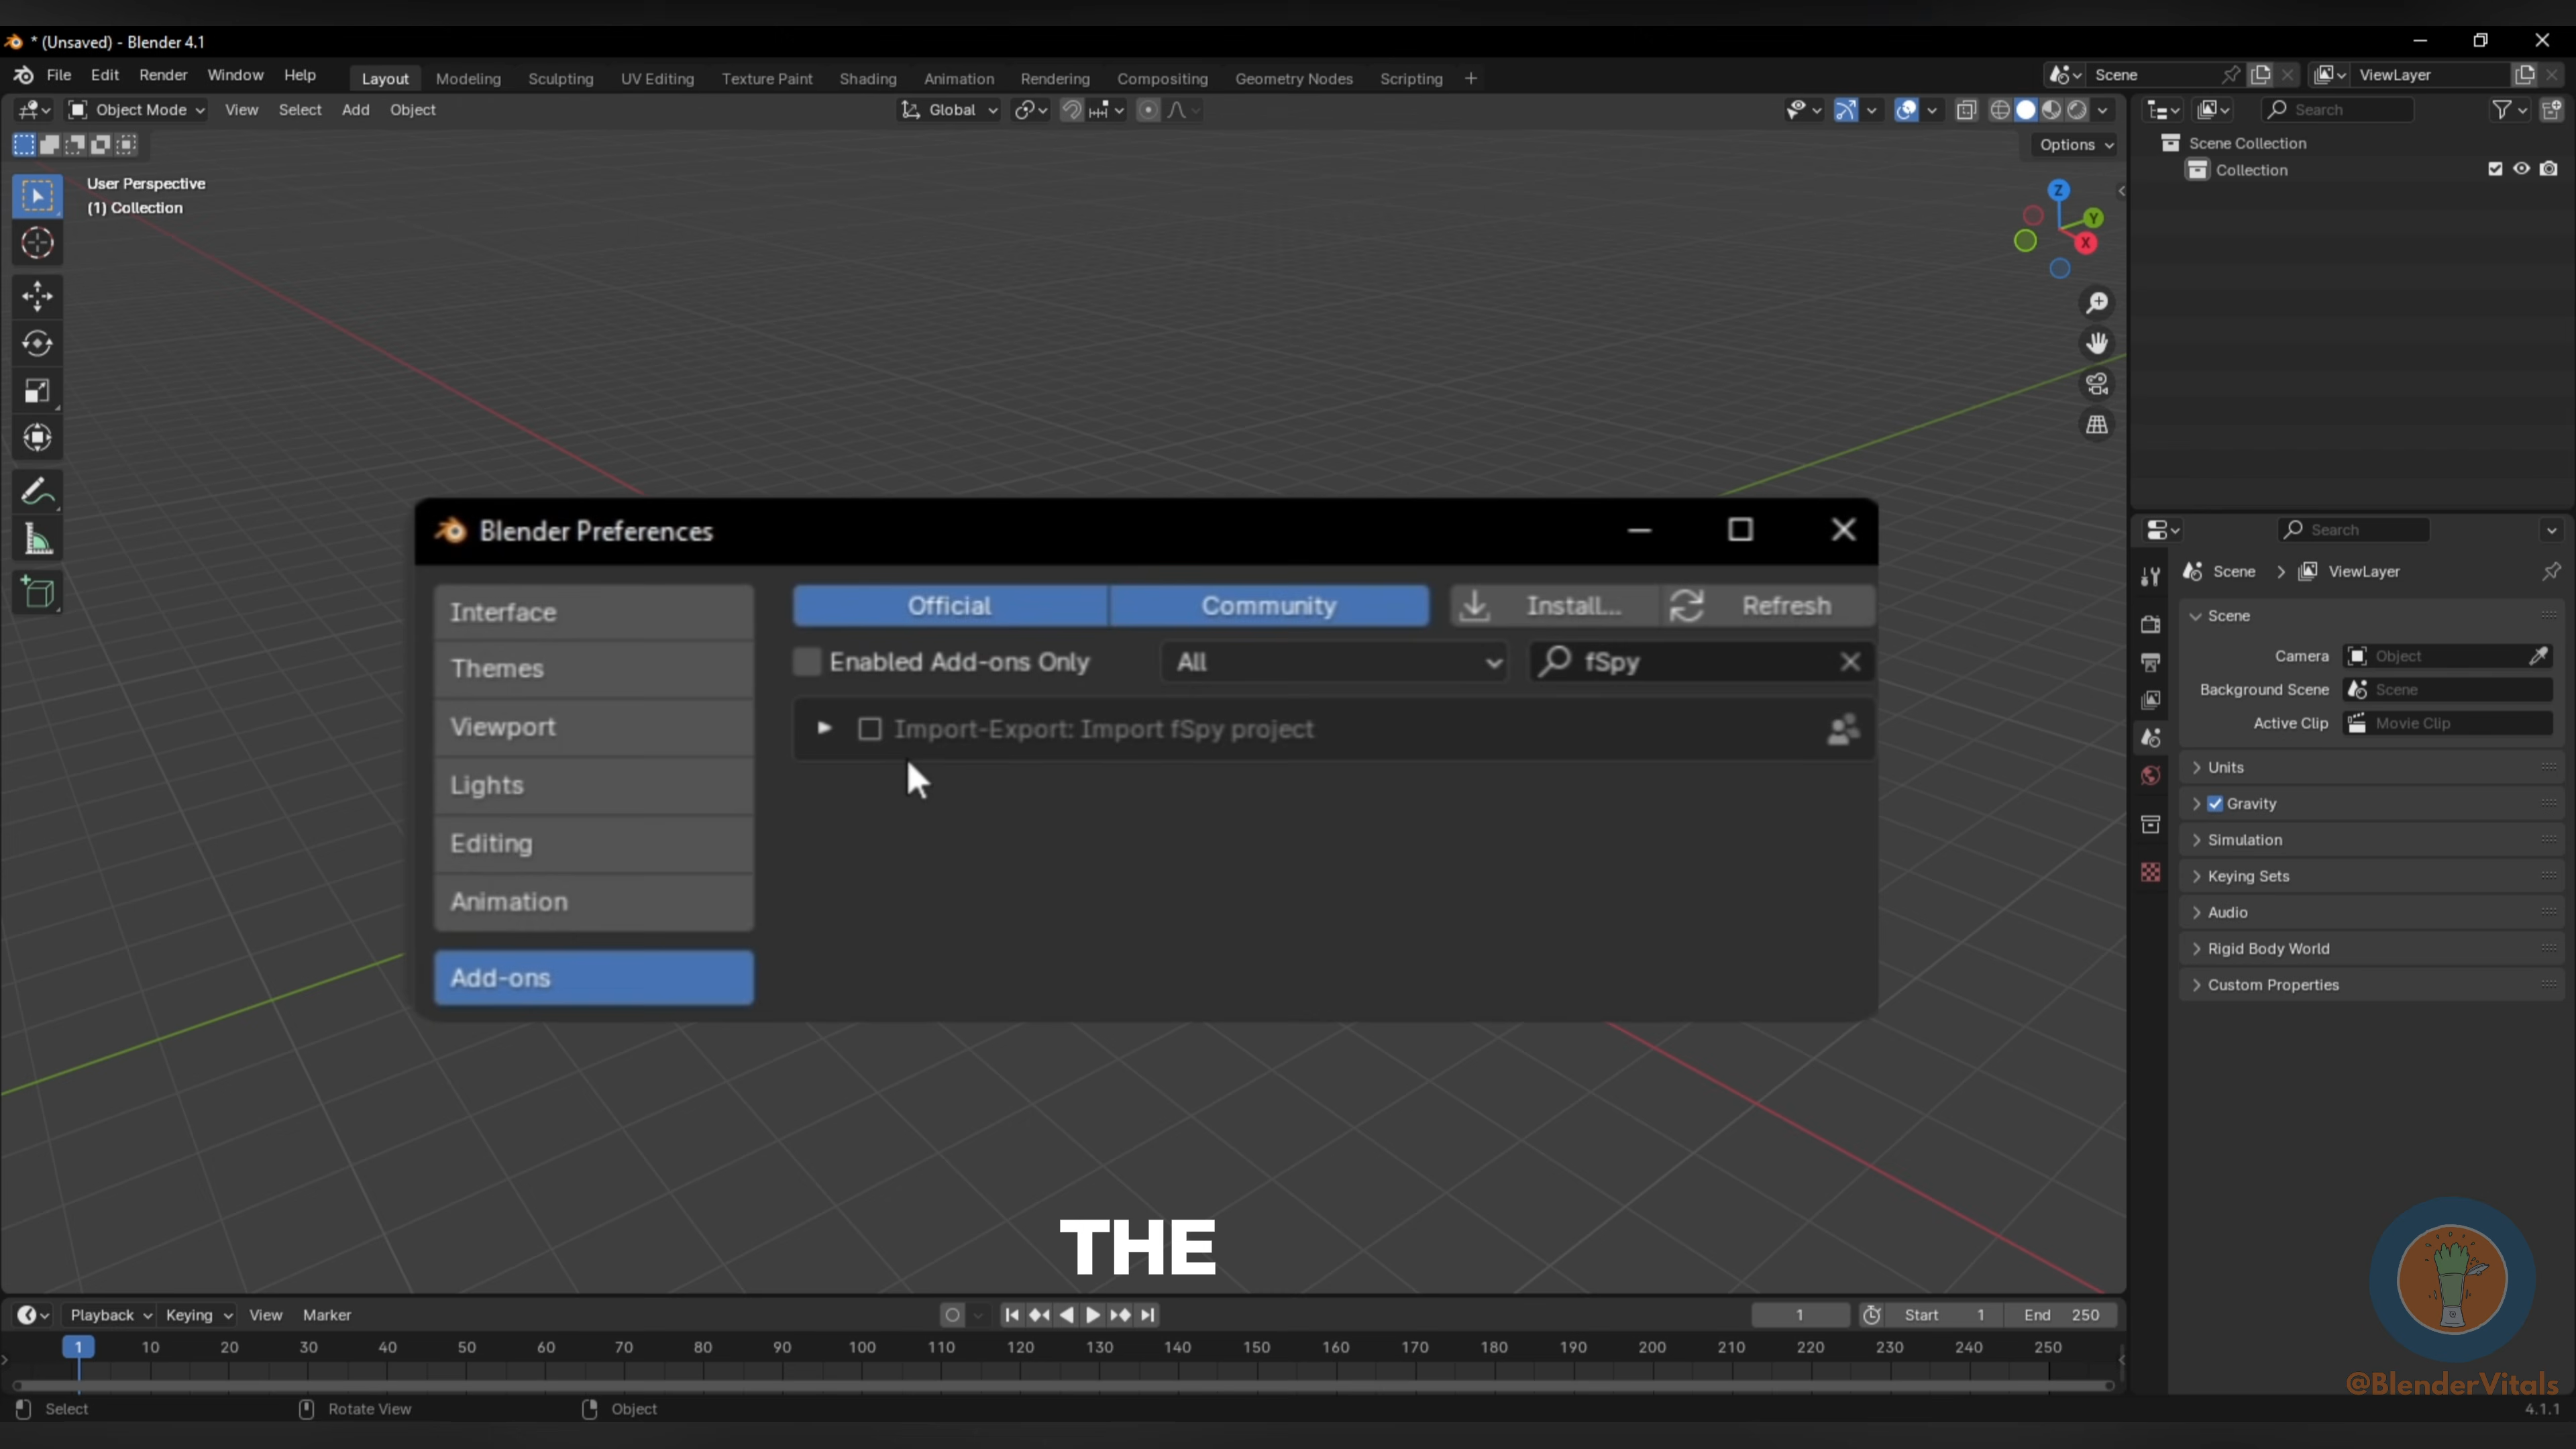 * (Unsaved) - Blender 4.1
File Edit Render Window Help Layout Modeling Sculpting UV Editing Texture Paint Shading Animation Rendering Compositing Geometry Nodes Scripting + Scene ViewLayer
Object Mode View Select Add Object Global Search
Options
User Perspective
(1) Collection
Z
Y
X
Scene Collection
Collection
Search
Scene > ViewLayer
Scene
Camera Object
Background Scene Scene
Active Clip Movie Clip
Units
Gravity
Simulation
Keying Sets
Audio
Rigid Body World
Custom Properties
Blender Preferences
Interface
Themes
Viewport
Lights
Editing
Animation
Add-ons
Official Community Install... Refresh
Enabled Add-ons Only All fSpy
Import-Export: Import fSpy project
THE
Playback Keying View Marker 1 Start 1 End 250
1 10 20 30 40 50 60 70 80 90 100 110 120 130 140 150 160 170 180 190 200 210 220 230 240 250
Select Rotate View Object
@BlenderVitals
4.1.1